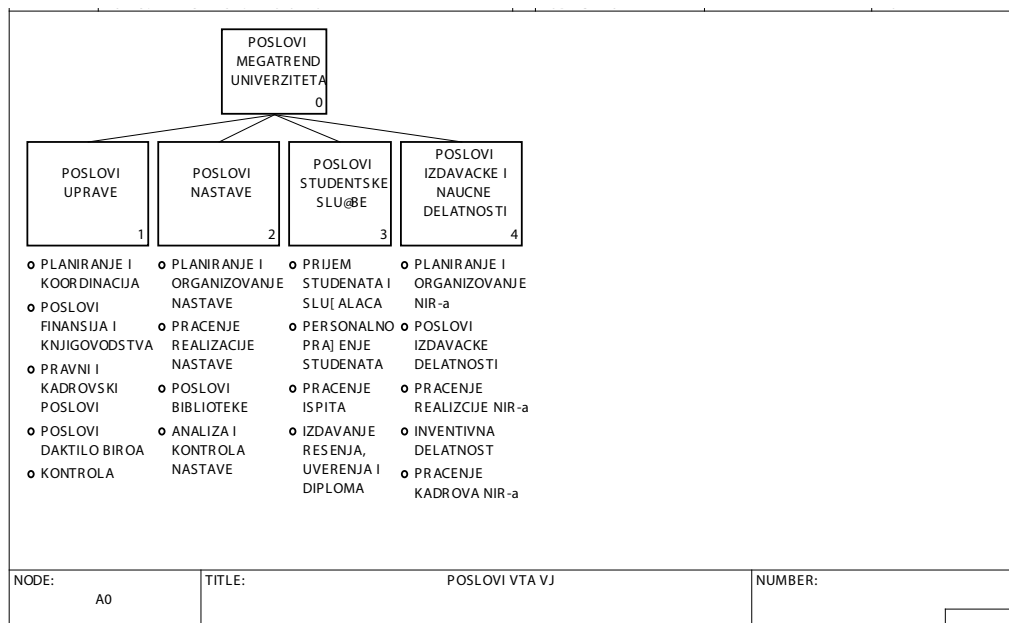 POSLOVI
MEGATREND
UNIVERZITETA
0
POSLOVI
UPRAVE
1
POSLOVI
NASTAVE
2
POSLOVI
STUDENTSKE
SLU@BE
3
POSLOVI
IZDAVACKE I
NAUCNE
DELATNOSTI
4
PLANIRANJE I
KOORDINACIJA
POSLOVI
FINANSIJA I
KNJIGOVODSTVA
PRAVNI I
KADROVSKI
POSLOVI
POSLOVI
DAKTILO BIROA
KONTROLA
PLANIRANJE I
ORGANIZOVANJE
NASTAVE
PRACENJE
REALIZACIJE
NASTAVE
POSLOVI
BIBLIOTEKE
ANALIZA I
KONTROLA
NASTAVE
PRIJEM
STUDENATA I
SLU[ALACA
PERSONALNO
PRA]ENJE
STUDENATA
PRACENJE
ISPITA
IZDAVANJE
RESENJA,
UVERENJA I
DIPLOMA
PLANIRANJE I
ORGANIZOVANJE
NIR-a
POSLOVI
IZDAVACKE
DELATNOSTI
PRACENJE
REALIZCIJE NIR-a
INVENTIVNA
DELATNOST
PRACENJE
KADROVA NIR-a
NODE:
A0
TITLE:
POSLOVI VTA VJ
NUMBER: